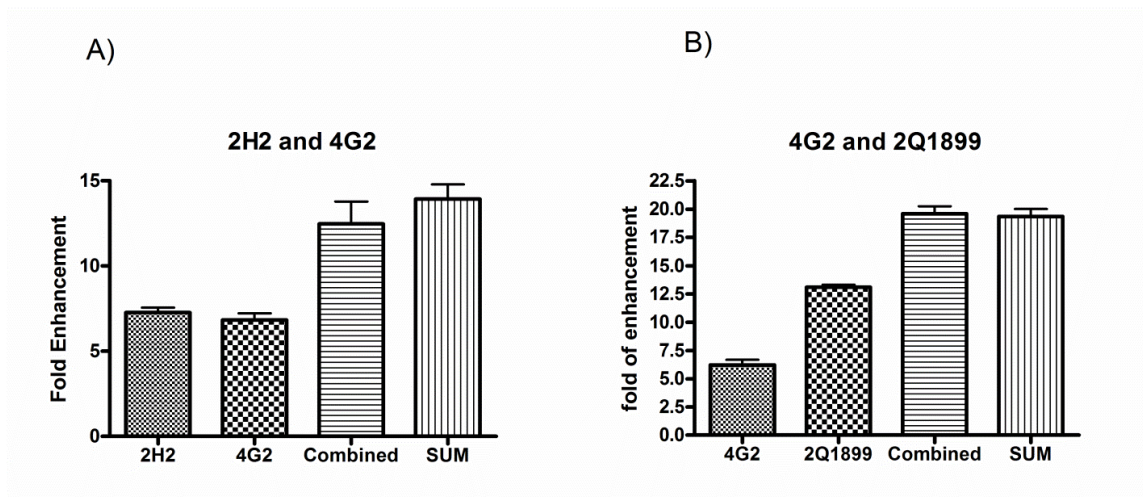 A)
2H2 and 4G2
Fold Enhancement
15
10
5
0
2H2 4G2 Combined SUM
B)
4G2 and 2Q1899
fold of enhancement
22.5
20.0
17.5
15.0
12.5
10.0
7.5
5.0
2.5
0.0
4G2 2Q1899 Combined SUM